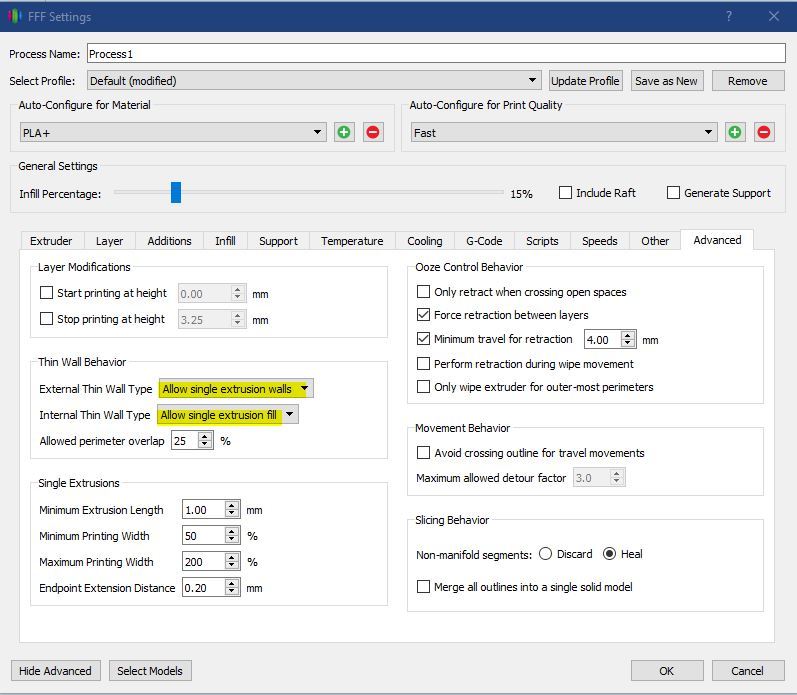 FFF Settings ? ×
Process Name: Process1
Select Profile: Default (modified) Update Profile Save as New Remove
Auto-Configure for Material Auto-Configure for Print Quality
PLA+ Fast
General Settings
Infill Percentage: 15% Include Raft Generate Support
Extruder Layer Additions Infill Support Temperature Cooling G-Code Scripts Speeds Other Advanced
Layer Modifications
Start printing at height 0.00 mm
Stop printing at height 3.25 mm
Thin Wall Behavior
External Thin Wall Type Allow single extrusion walls
Internal Thin Wall Type Allow single extrusion fill
Allowed perimeter overlap 25 %
Single Extrusions
Minimum Extrusion Length 1.00 mm
Minimum Printing Width 50 %
Maximum Printing Width 200 %
Endpoint Extension Distance 0.20 mm
Ooze Control Behavior
Only retract when crossing open spaces
Force retraction between layers
Minimum travel for retraction 4.00 mm
Perform retraction during wipe movement
Only wipe extruder for outer-most perimeters
Movement Behavior
Avoid crossing outline for travel movements
Maximum allowed detour factor 3.0
Slicing Behavior
Non-manifold segments: Discard Heal
Merge all outlines into a single solid model
Hide Advanced Select Models OK Cancel